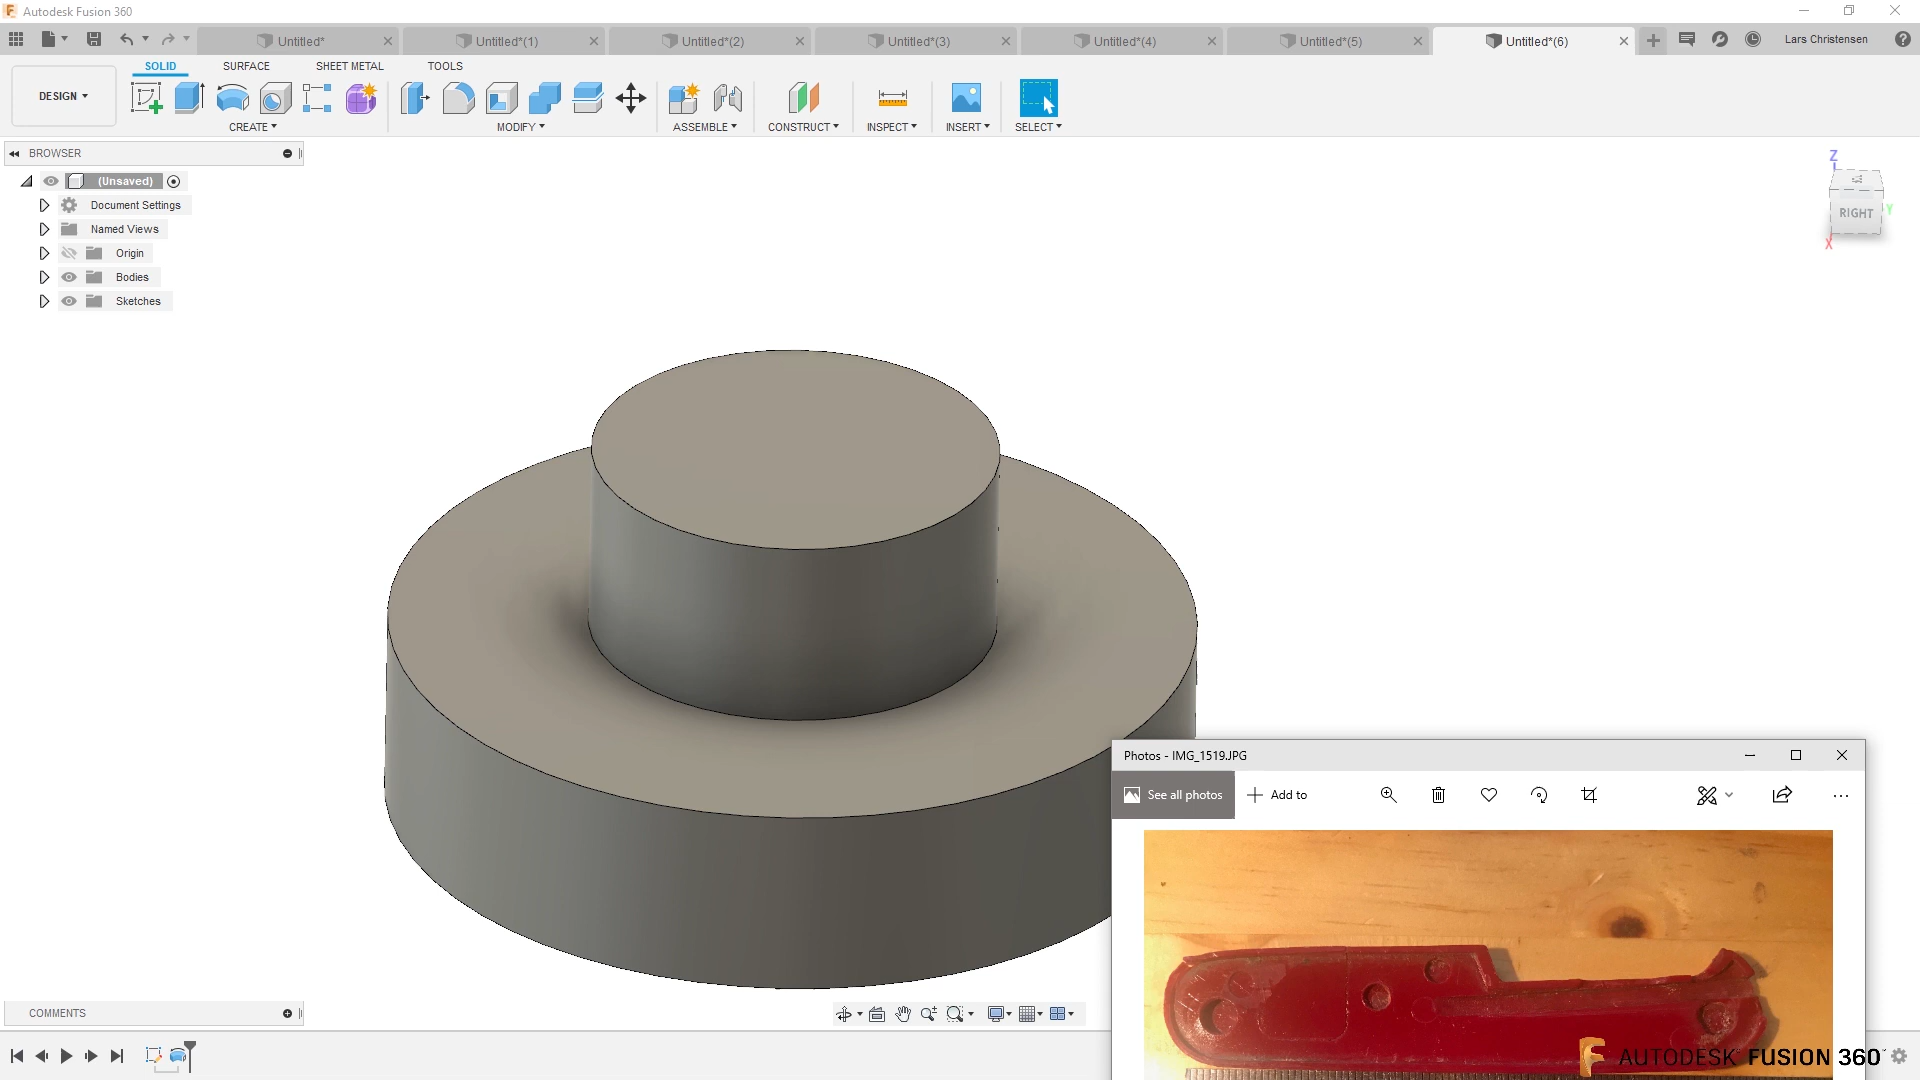 Autodesk Fusion 360
Untitled*
Untitled*(1)
Untitled*(2)
Untitled*(3)
Untitled*(4)
Untitled*(5)
Untitled*(6)
Lars Christensen
DESIGN
SOLID
SURFACE
SHEET METAL
TOOLS
CREATE
MODIFY
ASSEMBLE
CONSTRUCT
INSPECT
INSERT
SELECT
BROWSER
(Unsaved)
Document Settings
Named Views
Origin
Bodies
Sketches
Z
RIGHT
Y
X
Photos - IMG_1519.JPG
See all photos
Add to
COMMENTS
AUTODESK FUSION 360